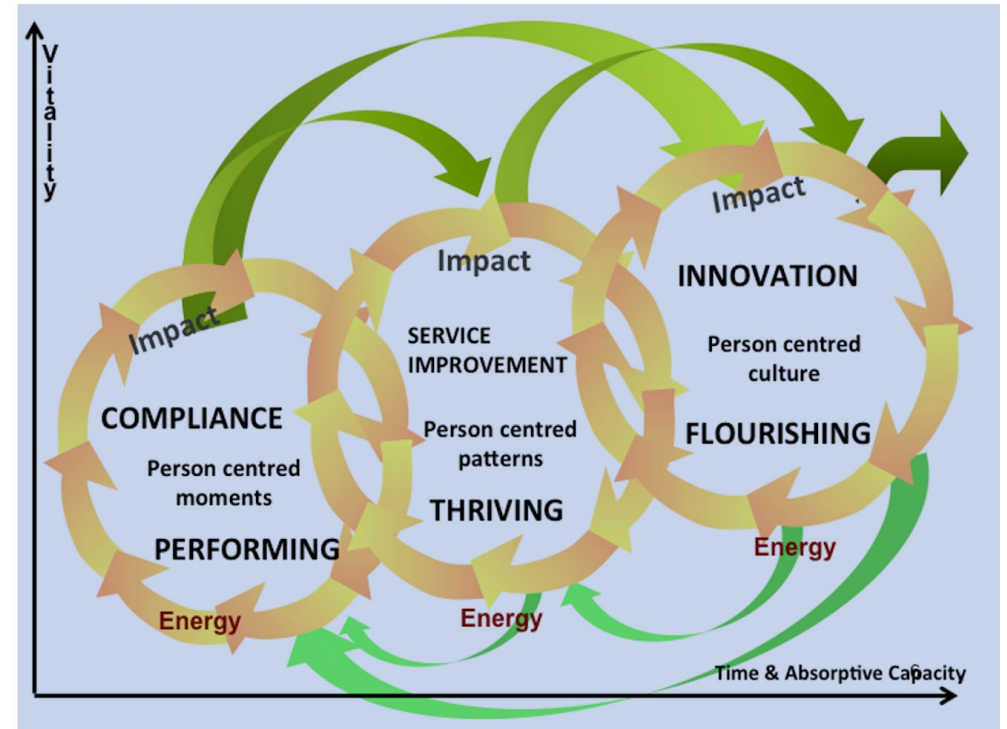 Vitality
Impact
COMPLIANCE
Person centred
moments
PERFORMING
Energy
Impact
SERVICE
IMPROVEMENT
Person centred
patterns
THRIVING
Energy
Impact
INNOVATION
Person centred
culture
FLOURISHING
Energy
Time & Absorptive Capacity
6